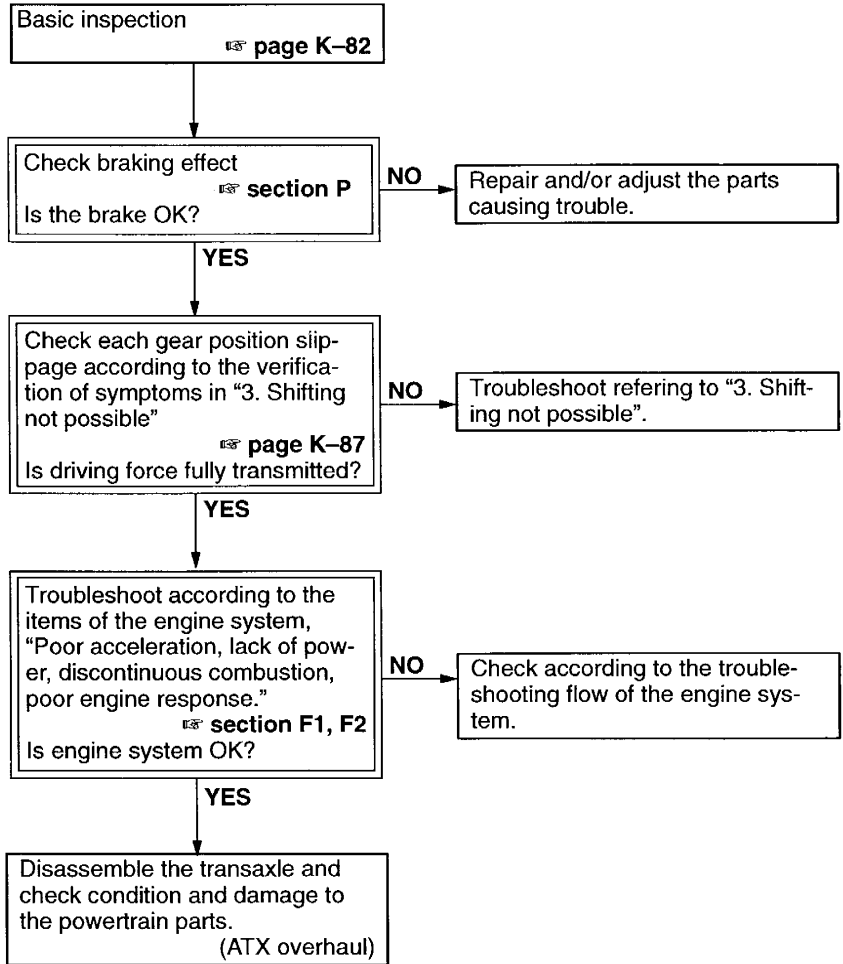 Basic inspection
☞ page K–82
Check braking effect
☞ section P
Is the brake OK?
NO
Repair and/or adjust the parts
causing trouble.
YES
Check each gear position slip-
page according to the verifica-
tion of symptoms in “3. Shifting
not possible”
☞ page K–87
Is driving force fully transmitted?
NO
Troubleshoot refering to “3. Shift-
ing not possible”.
YES
Troubleshoot according to the
items of the engine system,
“Poor acceleration, lack of pow-
er, discontinuous combustion,
poor engine response.”
☞ section F1, F2
Is engine system OK?
NO
Check according to the trouble-
shooting flow of the engine sys-
tem.
YES
Disassemble the transaxle and
check condition and damage to
the powertrain parts.
(ATX overhaul)